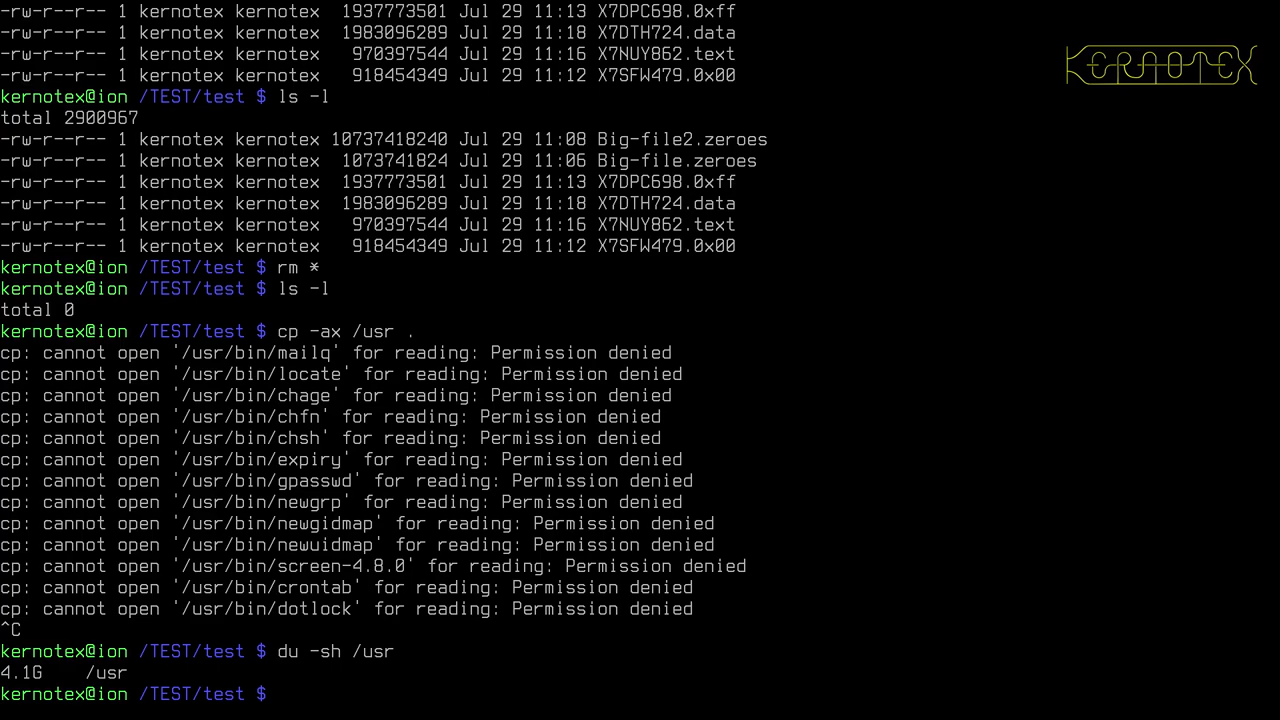 -rw-r--r-- 1 kernotex kernotex  1937773501 Jul 29 11:13 X7DPC698.0xff
-rw-r--r-- 1 kernotex kernotex  1983096289 Jul 29 11:18 X7DTH724.data
-rw-r--r-- 1 kernotex kernotex   970397544 Jul 29 11:16 X7NUY862.text
-rw-r--r-- 1 kernotex kernotex   918454349 Jul 29 11:12 X7SFW479.0x00
KERNOTEX
kernotex@ion /TEST/test $ ls -l
total 2900967
-rw-r--r-- 1 kernotex kernotex 10737418240 Jul 29 11:08 Big-file2.zeroes
-rw-r--r-- 1 kernotex kernotex  1073741824 Jul 29 11:06 Big-file.zeroes
-rw-r--r-- 1 kernotex kernotex  1937773501 Jul 29 11:13 X7DPC698.0xff
-rw-r--r-- 1 kernotex kernotex  1983096289 Jul 29 11:18 X7DTH724.data
-rw-r--r-- 1 kernotex kernotex   970397544 Jul 29 11:16 X7NUY862.text
-rw-r--r-- 1 kernotex kernotex   918454349 Jul 29 11:12 X7SFW479.0x00
kernotex@ion /TEST/test $ rm *
kernotex@ion /TEST/test $ ls -l
total 0
kernotex@ion /TEST/test $ cp -ax /usr .
cp: cannot open '/usr/bin/mailq' for reading: Permission denied
cp: cannot open '/usr/bin/locate' for reading: Permission denied
cp: cannot open '/usr/bin/chage' for reading: Permission denied
cp: cannot open '/usr/bin/chfn' for reading: Permission denied
cp: cannot open '/usr/bin/chsh' for reading: Permission denied
cp: cannot open '/usr/bin/expiry' for reading: Permission denied
cp: cannot open '/usr/bin/gpasswd' for reading: Permission denied
cp: cannot open '/usr/bin/newgrp' for reading: Permission denied
cp: cannot open '/usr/bin/newgidmap' for reading: Permission denied
cp: cannot open '/usr/bin/newuidmap' for reading: Permission denied
cp: cannot open '/usr/bin/screen-4.8.0' for reading: Permission denied
cp: cannot open '/usr/bin/crontab' for reading: Permission denied
cp: cannot open '/usr/bin/dotlock' for reading: Permission denied
^C
kernotex@ion /TEST/test $ du -sh /usr
4.1G    /usr
kernotex@ion /TEST/test $